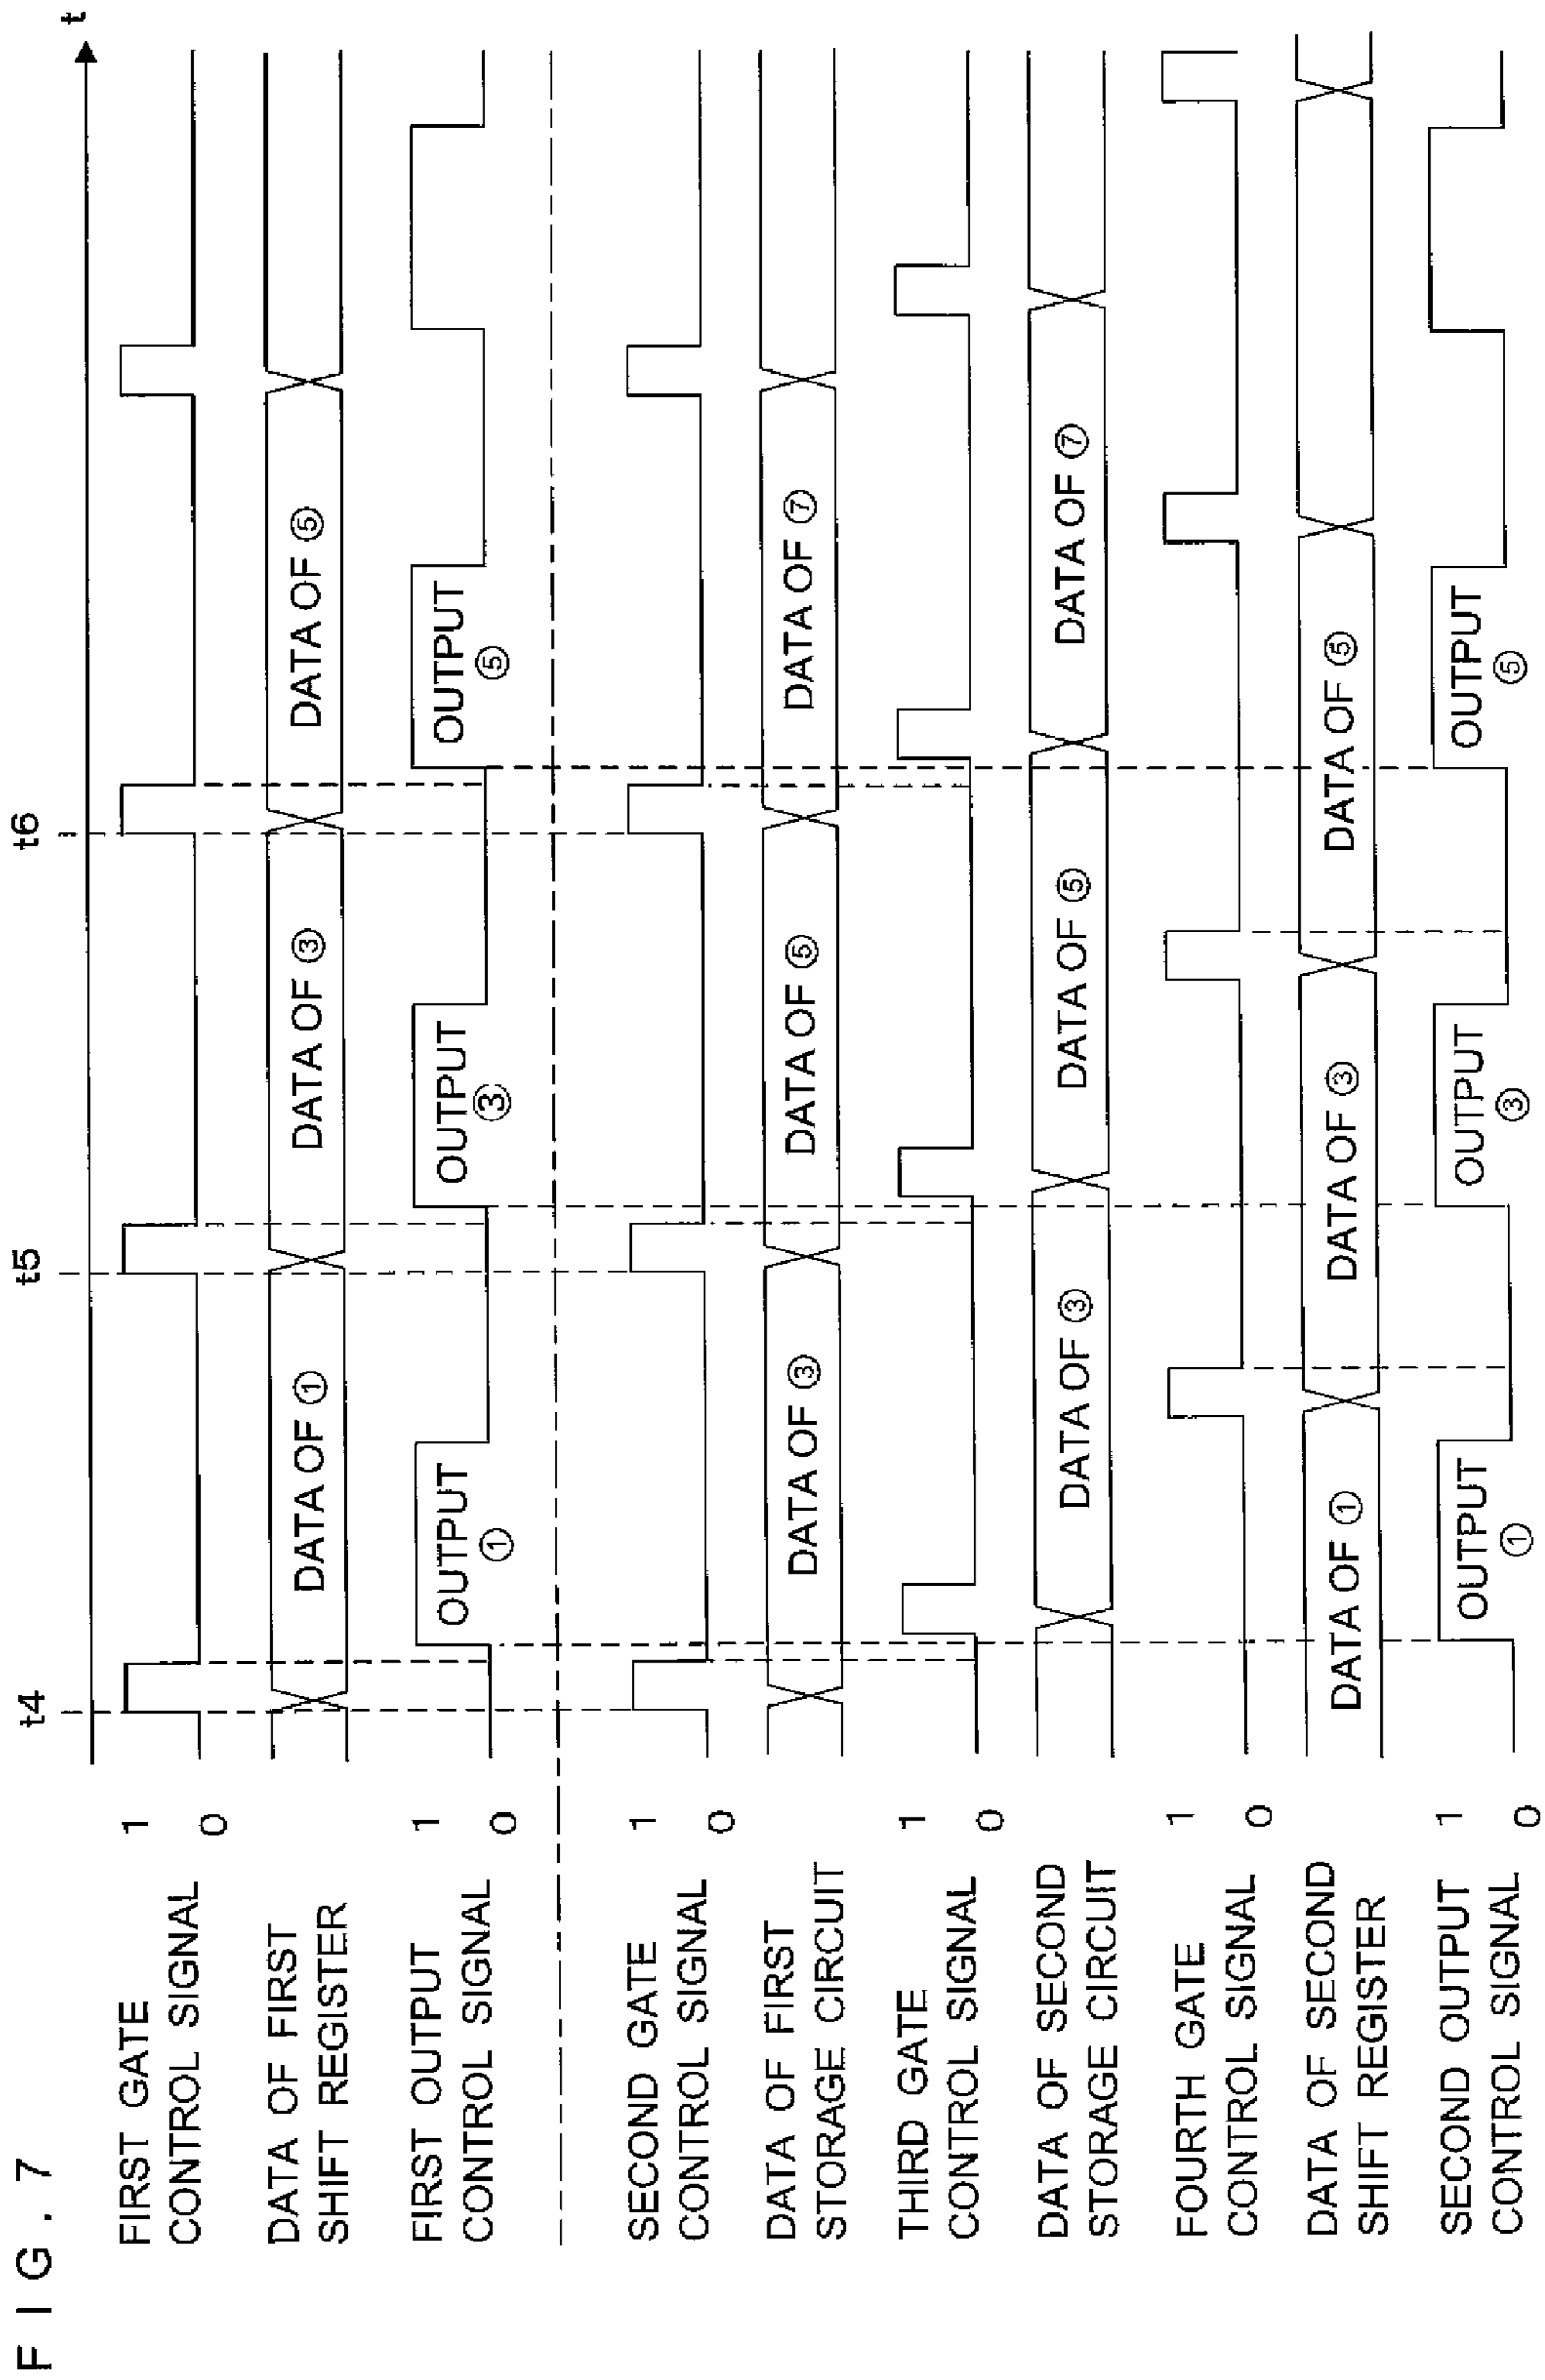 FIG. 7
t4
t5
t6
t
FIRST GATE
CONTROL SIGNAL
1
0
DATA OF FIRST
SHIFT REGISTER
DATA OF ①
DATA OF ③
DATA OF ⑤
FIRST OUTPUT
CONTROL SIGNAL
1
0
OUTPUT
①
OUTPUT
③
OUTPUT
⑤
SECOND GATE
CONTROL SIGNAL
1
0
DATA OF FIRST
STORAGE CIRCUIT
DATA OF ③
DATA OF ⑤
DATA OF ⑦
THIRD GATE
CONTROL SIGNAL
1
0
DATA OF SECOND
STORAGE CIRCUIT
DATA OF ③
DATA OF ⑤
DATA OF ⑦
FOURTH GATE
CONTROL SIGNAL
1
0
DATA OF SECOND
SHIFT REGISTER
DATA OF ①
DATA OF ③
DATA OF ⑤
SECOND OUTPUT
CONTROL SIGNAL
1
0
OUTPUT
①
OUTPUT
③
OUTPUT
⑤